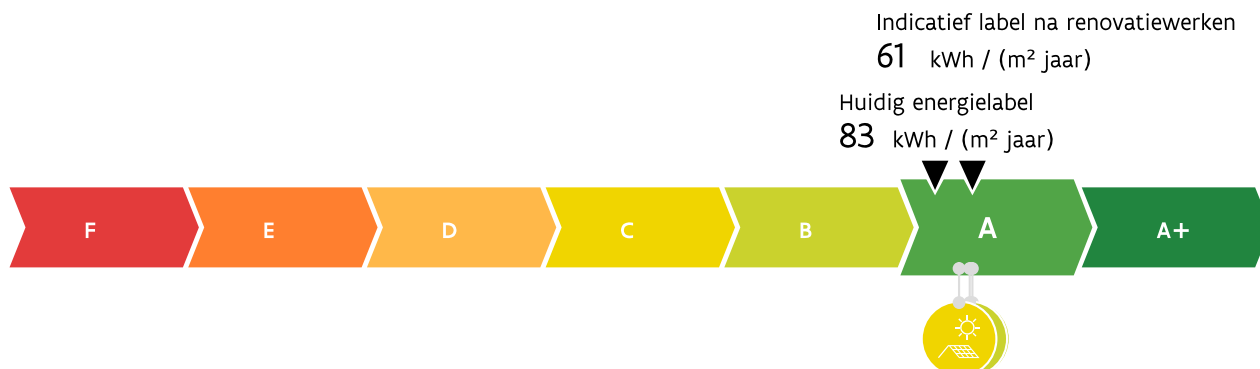 Indicatief label na renovatiewerken
61 kWh / (m² jaar)
Huidig energielabel
83 kWh / (m² jaar)
F E D C B A A+